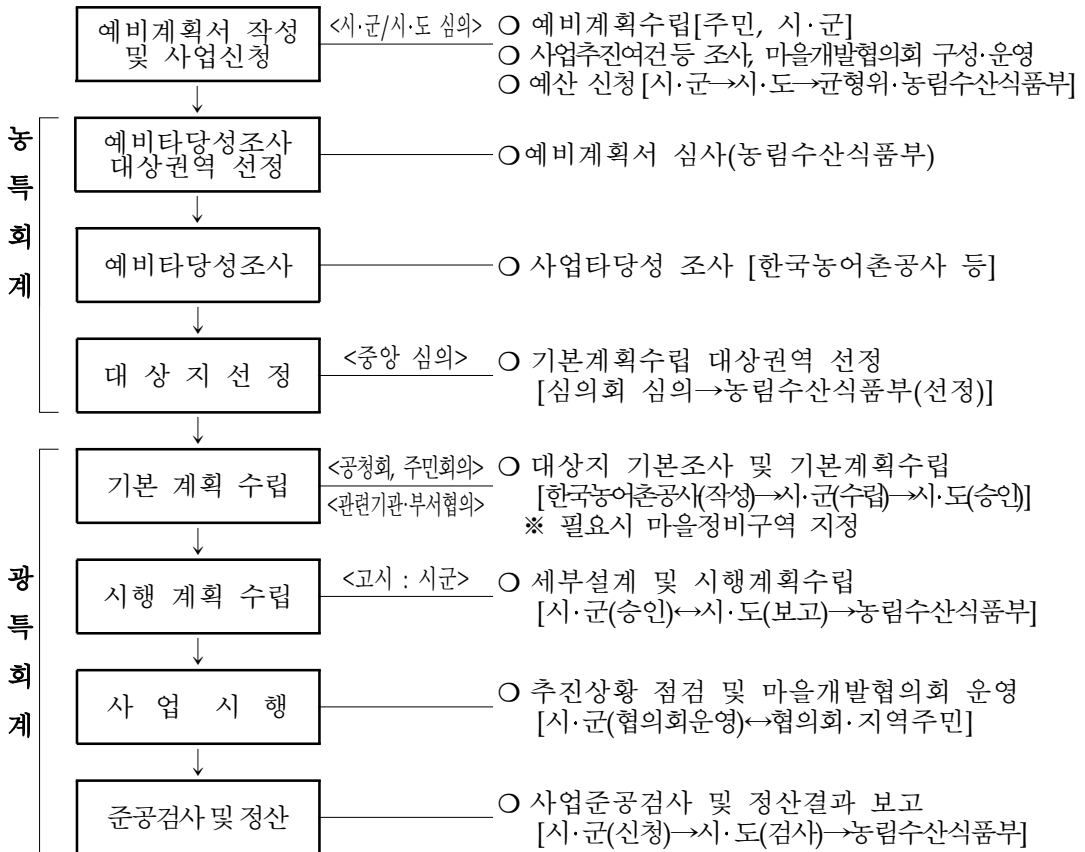 예비계획서 작성
및 사업신청
<시·군/시·도 심의>
❍ 예비계획수립[주민, 시·군]
❍ 사업추진여건등 조사, 마을개발협의회 구성·운영
❍ 예산 신청 [시·군→시·도→균형위·농림수산식품부]
농특회계
예비타당성조사
대상권역 선정
❍예비계획서 심사(농림수산식품부)
예비타당성조사
❍ 사업타당성 조사 [한국농어촌공사 등]
대 상 지 선 정
<중앙 심의>
❍ 기본계획수립 대상권역 선정
[심의회 심의→농림수산식품부(선정)]
광특회계
기본 계획 수립
<공청회, 주민회의>
<관련기관·부서협의>
❍ 대상지 기본조사 및 기본계획수립
[한국농어촌공사(작성)→시·군(수립)→시·도(승인)]
※ 필요시 마을정비구역 지정
시행 계획 수립
<고시 : 시군>
❍ 세부설계 및 시행계획수립
[시·군(승인)↔시·도(보고)→농림수산식품부]
사 업 시 행
❍ 추진상황 점검 및 마을개발협의회 운영
[시·군(협의회운영)↔협의회·지역주민]
준공검사 및 정산
❍ 사업준공검사 및 정산결과 보고
[시·군(신청)→시·도(검사)→농림수산식품부]